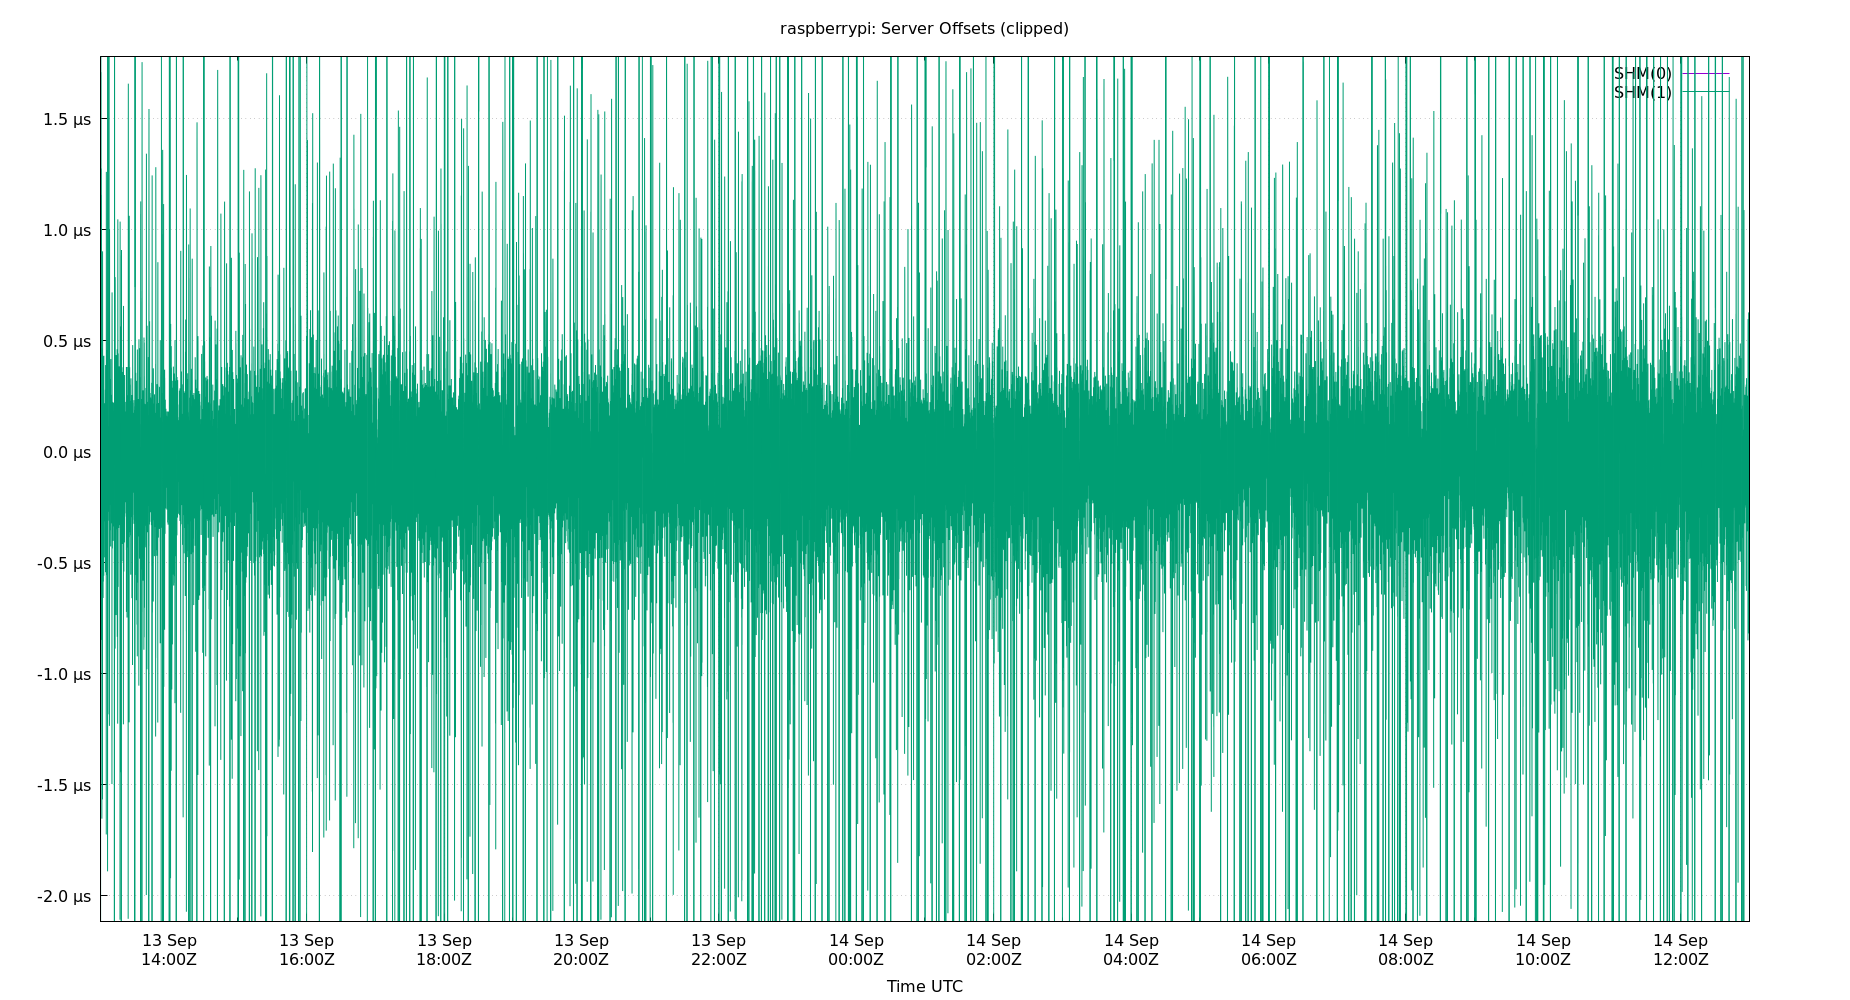 raspberrypi: Server Offsets (clipped)
SHM(0)
SHM(1)
1.5 µs
1.0 µs
0.5 µs
0.0 µs
-0.5 µs
-1.0 µs
-1.5 µs
-2.0 µs
13 Sep 13 Sep 13 Sep 13 Sep 13 Sep 14 Sep 14 Sep 14 Sep 14 Sep 14 Sep 14 Sep 14 Sep
14:00Z 16:00Z 18:00Z 20:00Z 22:00Z 00:00Z 02:00Z 04:00Z 06:00Z 08:00Z 10:00Z 12:00Z
Time UTC